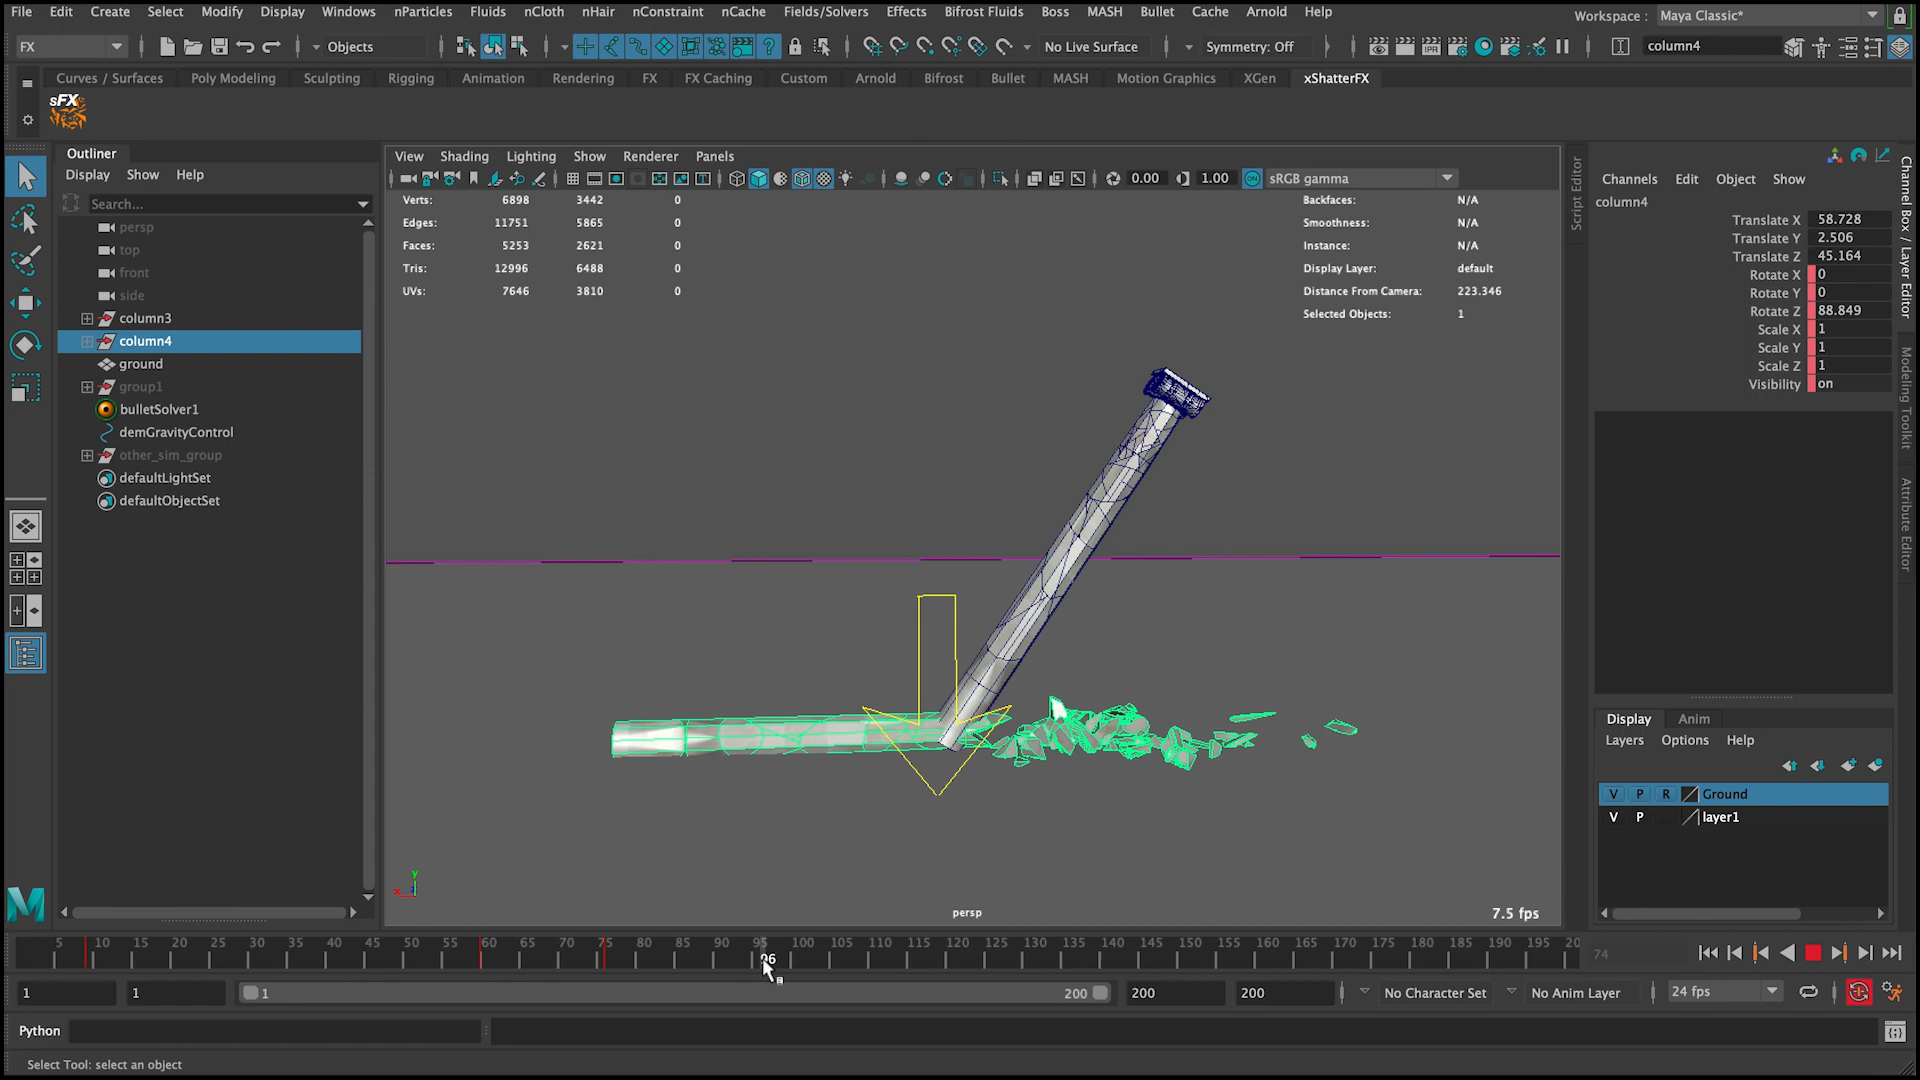 File Edit Create Select Modify Display Windows nParticles Fluids nCloth nHair nConstraint nCache Fields/Solvers Effects Bifrost Fluids Boss MASH Bullet Cache Arnold Help Workspace : Maya Classic*
FX Objects No Live Surface Symmetry: Off column4
Curves / Surfaces Poly Modeling Sculpting Rigging Animation Rendering FX FX Caching Custom Arnold Bifrost Bullet MASH Motion Graphics XGen xShatterFX
sFX
Outliner
Display Show Help
Search...
persp
top
front
side
column3
column4
ground
group1
bulletSolver1
demGravityControl
other_sim_group
defaultLightSet
defaultObjectSet
View Shading Lighting Show Renderer Panels
0.00 1.00 ON sRGB gamma
Verts: 6898 3442 0
Edges: 11751 5865 0
Faces: 5253 2621 0
Tris: 12996 6488 0
UVs: 7646 3810 0
Backfaces: N/A
Smoothness: N/A
Instance: N/A
Display Layer: default
Distance From Camera: 223.346
Selected Objects: 1
y
x
persp
7.5 fps
Script Editor
Channels Edit Object Show
column4
Translate X 58.728
Translate Y 2.506
Translate Z 45.164
Rotate X 0
Rotate Y 0
Rotate Z 88.849
Scale X 1
Scale Y 1
Scale Z 1
Visibility on
Channel Box / Layer Editor
Modeling Toolkit
Attribute Editor
Display Anim
Layers Options Help
V P R Ground
V P layer1
5 10 15 20 25 30 35 40 45 50 55 60 65 70 75 80 85 90 95 100 105 110 115 120 125 130 135 140 145 150 155 160 165 170 175 180 185 190 195 20
96
74
1 1 1 200 200 200 No Character Set No Anim Layer 24 fps
Python
Select Tool: select an object